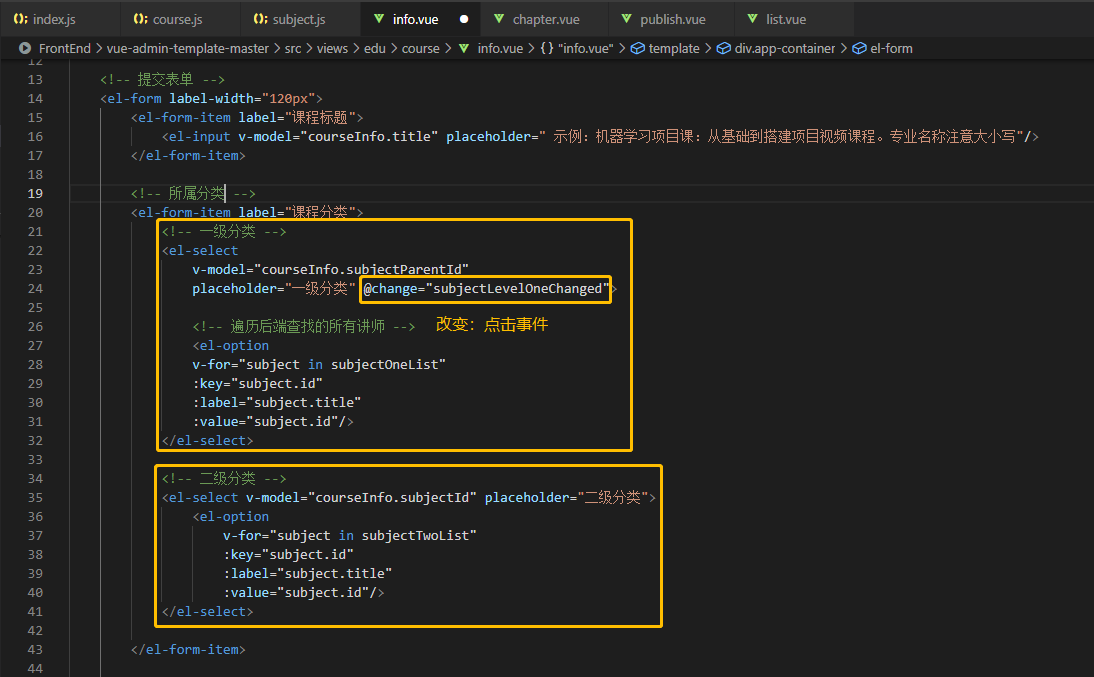 index.js course.js subject.js info.vue chapter.vue publish.vue list.vue
FrontEnd > vue-admin-template-master > src > views > edu > course > info.vue > {} "info.vue" > template > div.app-container > el-form
12
13 <!-- 提交表单 -->
14 <el-form label-width="120px">
15 <el-form-item label="课程标题">
16 <el-input v-model="courseInfo.title" placeholder=" 示例：机器学习项目课：从基础到搭建项目视频课程。专业名称注意大小写"/>
17 </el-form-item>
18
19 <!-- 所属分类 -->
20 <el-form-item label="课程分类">
21 <!-- 一级分类 -->
22 <el-select
23 v-model="courseInfo.subjectParentId"
24 placeholder="一级分类" @change="subjectLevelOneChanged">
25
26 <!-- 遍历后端查找的所有讲师 --> 改变：点击事件
27 <el-option
28 v-for="subject in subjectOneList"
29 :key="subject.id"
30 :label="subject.title"
31 :value="subject.id"/>
32 </el-select>
33
34 <!-- 二级分类 -->
35 <el-select v-model="courseInfo.subjectId" placeholder="二级分类">
36 <el-option
37 v-for="subject in subjectTwoList"
38 :key="subject.id"
39 :label="subject.title"
40 :value="subject.id"/>
41 </el-select>
42
43 </el-form-item>
44